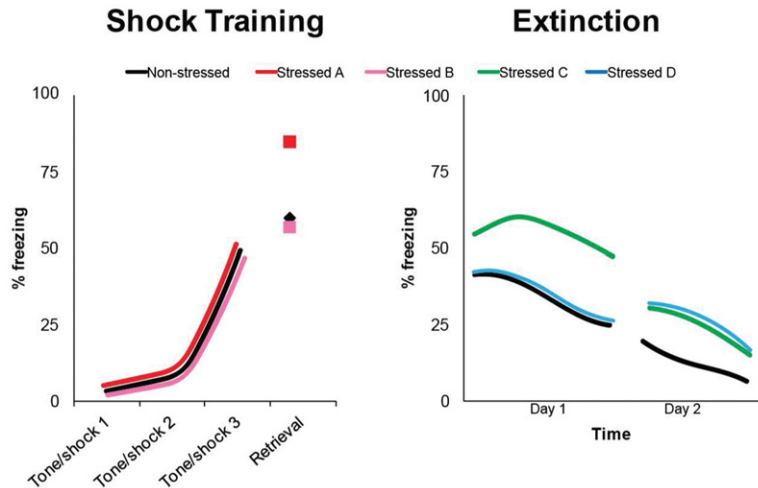 Shock Training
Extinction
Non-stressed
Stressed A
Stressed B
Stressed C
Stressed D
100
75
50
25
0
% freezing
Tone/shock 1
Tone/shock 2
Tone/shock 3
Retrieval
100
75
50
25
0
% freezing
Day 1
Day 2
Time